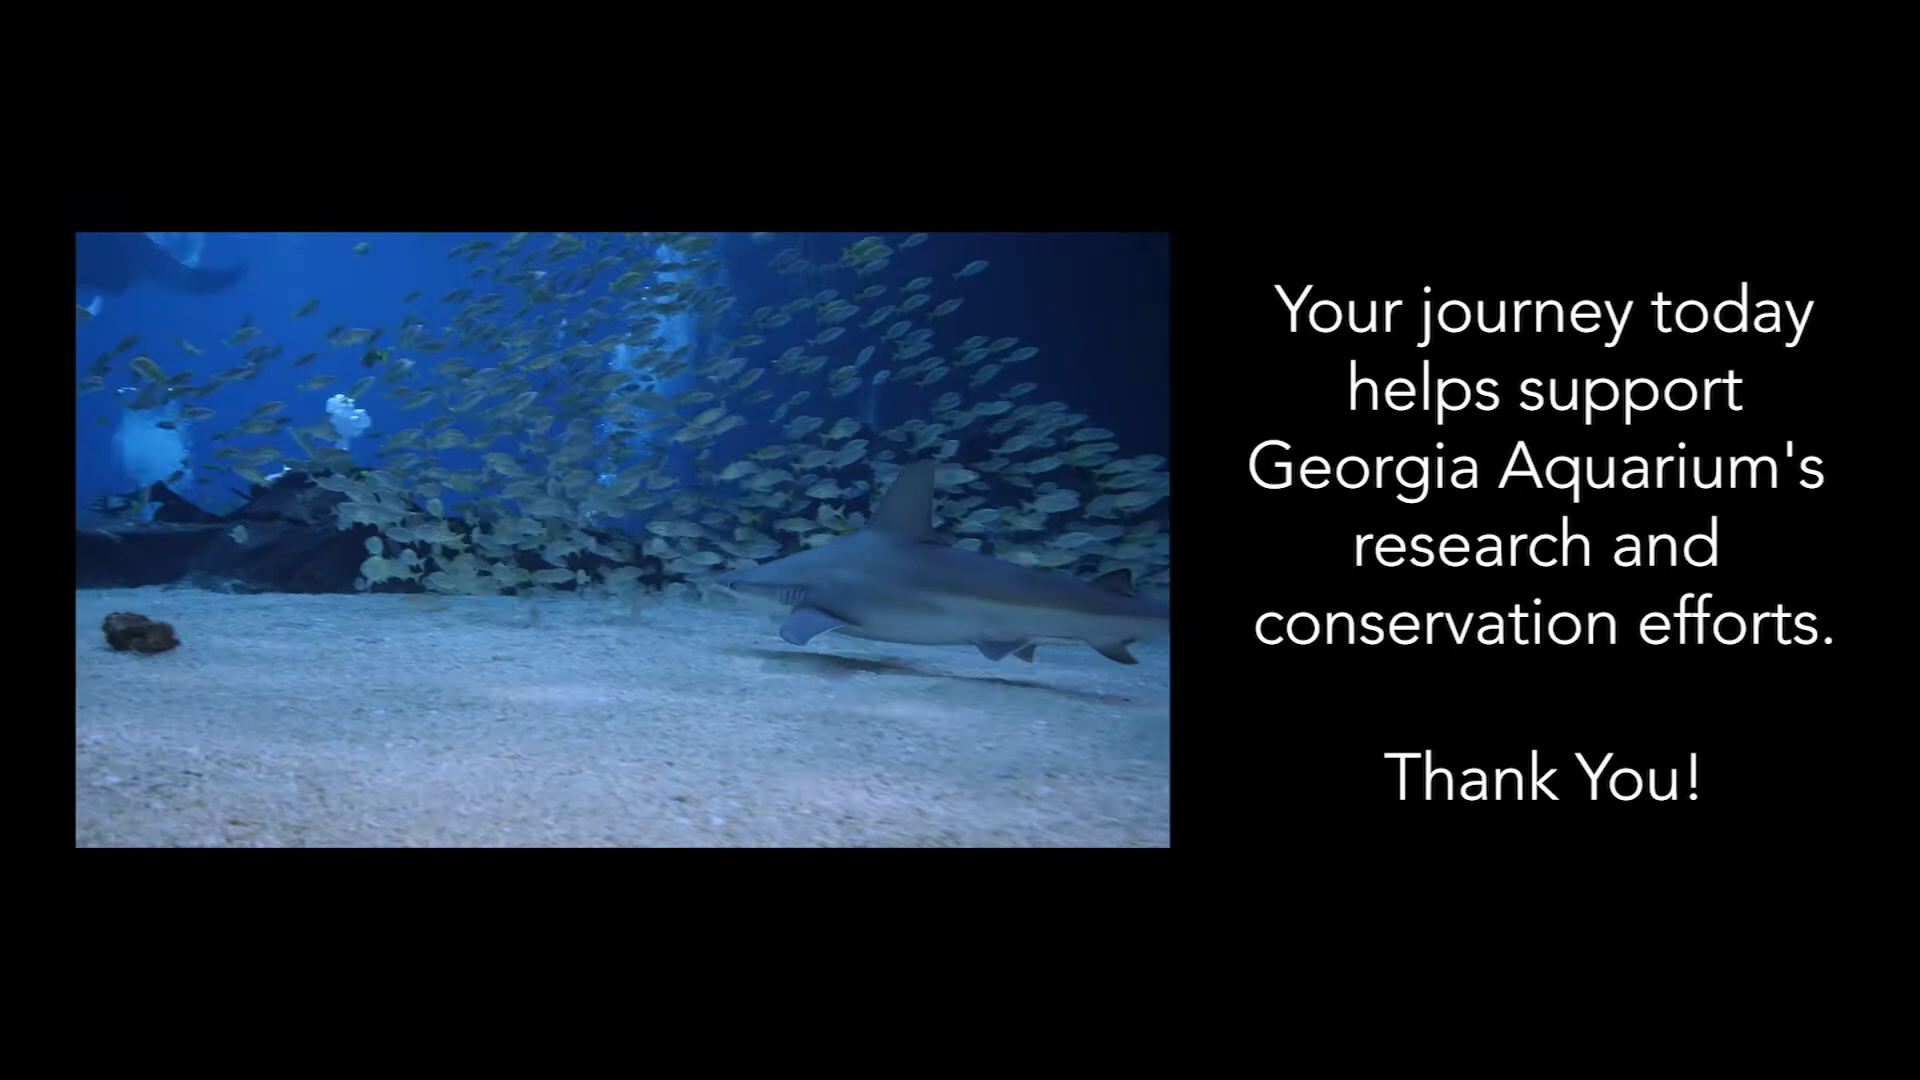 Your journey today
helps support
Georgia Aquarium's
research and
conservation efforts.
Thank You!